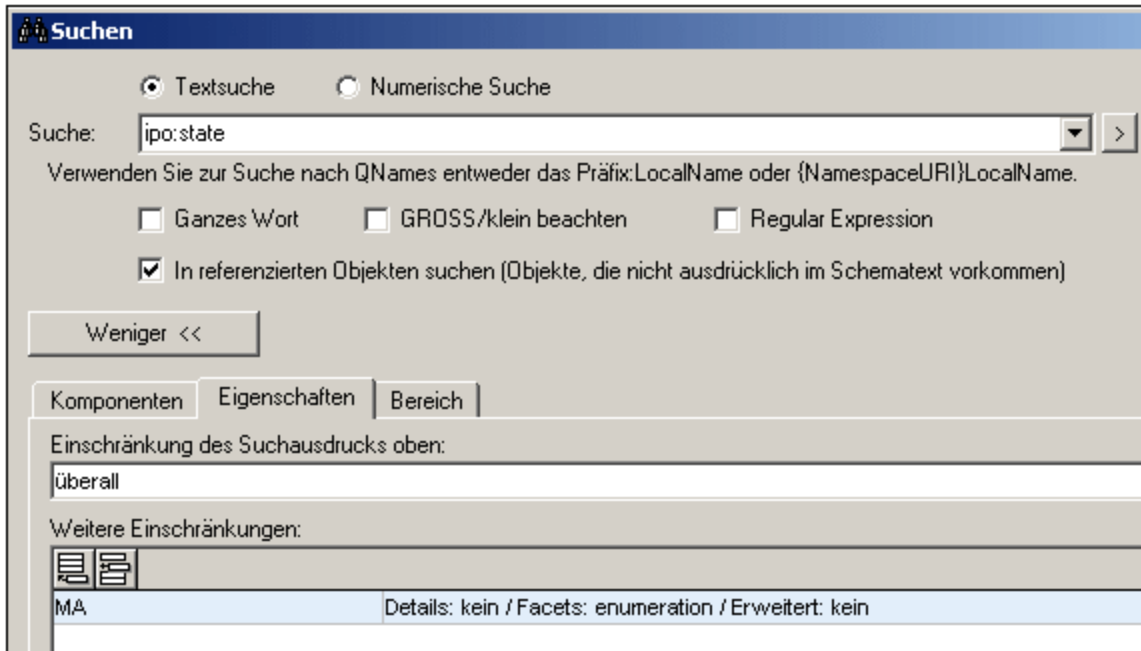 Suchen
Textsuche Numerische Suche
Suche: ipo:state >
Verwenden Sie zur Suche nach QNames entweder das Präfix:LocalName oder {NamespaceURI}LocalName.
Ganzes Wort GROSS/klein beachten Regular Expression
In referenzierten Objekten suchen (Objekte, die nicht ausdrücklich im Schematext vorkommen)
Weniger <<
Komponenten Eigenschaften Bereich
Einschränkung des Suchausdrucks oben:
überall
Weitere Einschränkungen:
MA Details: kein / Facets: enumeration / Erweitert: kein